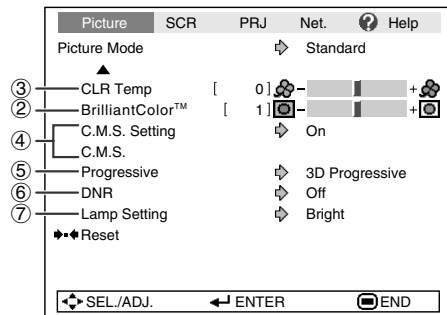 Picture SCR PRJ Net. ? Help
Picture Mode Standard
③ CLR Temp [ 0 ] – +
② BrilliantColor™ [ 1 ] – +
④ C.M.S. Setting On
C.M.S.
⑤ Progressive 3D Progressive
⑥ DNR Off
⑦ Lamp Setting Bright
Reset
SEL./ADJ. ENTER END